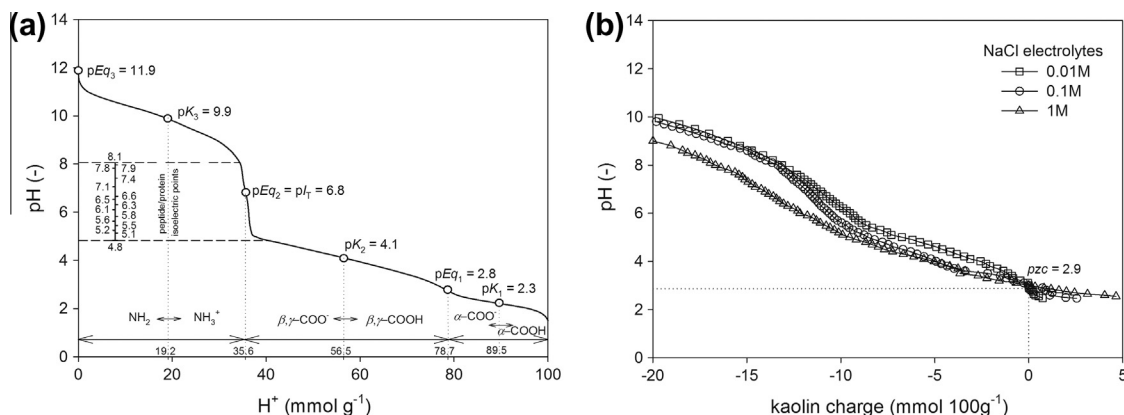 (a)
14
12
10
8
6
4
2
0
pH (-)
pEq3 = 11.9
pK3 = 9.9
8.1
7.8
7.9
7.4
7.1
6.6
6.5
6.3
6.1
5.8
5.6
5.5
5.2
5.1
4.8
peptide/protein
isoelectric points
pEq2 = pIT = 6.8
pK2 = 4.1
pEq1 = 2.8
pK1 = 2.3
NH2 ↔ NH3+
β,γ–COO- ↔ β,γ–COOH
α–COO-
↔
α–COOH
19.2 35.6 56.5 78.7 89.5
0 20 40 60 80 100
H+ (mmol g-1)
(b)
14
12
10
8
6
4
2
0
pH (-)
NaCl electrolytes
0.01M
0.1M
1M
pzc = 2.9
-20 -15 -10 -5 0 5
kaolin charge (mmol 100g-1)